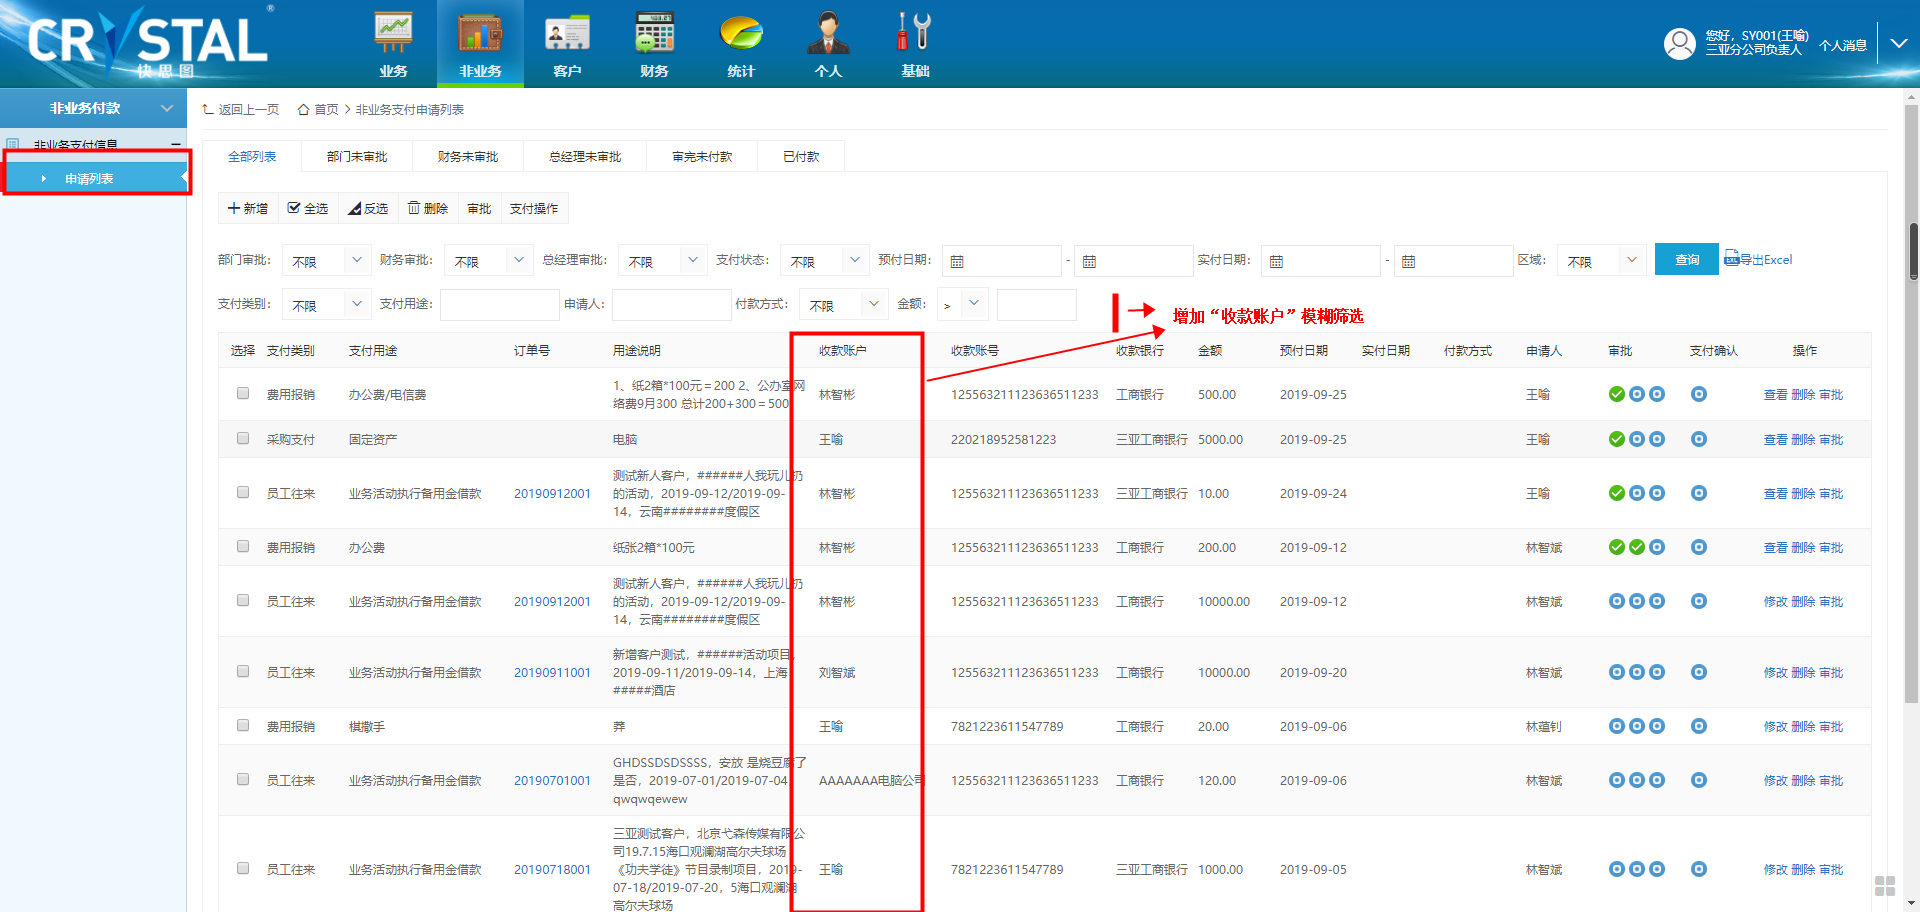 CRYSTAL ®
快思图
业务 非业务 客户 财务 统计 个人 基础
您好，SY001(王喻)
三亚分公司负责人
个人消息
非业务付款
非业务支付信息
申请列表
返回上一页 首页 > 非业务支付申请列表
全部列表 部门未审批 财务未审批 总经理未审批 审完未付款 已付款
新增 全选 反选 删除 审批 支付操作
部门审批: 不限 财务审批: 不限 总经理审批: 不限 支付状态: 不限 预付日期: - 实付日期: - 区域: 不限 查询 导出Excel
支付类别: 不限 支付用途: 申请人: 付款方式: 不限 金额: >
增加“收款账户”模糊筛选
选择 支付类别 支付用途 订单号 用途说明 收款账户 收款账号 收款银行 金额 预付日期 实付日期 付款方式 申请人 审批 支付确认 操作
费用报销 办公费/电信费
1、纸2箱*100元＝200 2、公办室网
络费9月300 总计200+300＝500
林智彬 125563211123636511233 工商银行 500.00 2019-09-25 王喻 查看 删除 审批
采购支付 固定资产 电脑 王喻 220218952581223 三亚工商银行 5000.00 2019-09-25 王喻 查看 删除 审批
员工往来 业务活动执行备用金借款 20190912001
测试新人客户，######人我玩儿扔
的活动，2019-09-12/2019-09-
14，云南########度假区
林智彬 125563211123636511233 三亚工商银行 10.00 2019-09-24 王喻 查看 删除 审批
费用报销 办公费 纸张2箱*100元 林智彬 125563211123636511233 工商银行 200.00 2019-09-12 林智斌 查看 删除 审批
员工往来 业务活动执行备用金借款 20190912001
测试新人客户，######人我玩儿扔
的活动，2019-09-12/2019-09-
14，云南########度假区
林智彬 125563211123636511233 工商银行 10000.00 2019-09-12 林智斌 修改 删除 审批
员工往来 业务活动执行备用金借款 20190911001
新增客户测试，######活动项目,
2019-09-11/2019-09-14，上海
#####酒店
刘智斌 125563211123636511233 工商银行 10000.00 2019-09-20 林智斌 修改 删除 审批
费用报销 棋撒手 莽 王喻 7821223611547789 工商银行 20.00 2019-09-06 林蕴钊 修改 删除 审批
员工往来 业务活动执行备用金借款 20190701001
GHDSSDSDSSSS，安放 是烧豆腐了
是否，2019-07-01/2019-07-04
qwqwqewew
AAAAAAA电脑公司 125563211123636511233 工商银行 120.00 2019-09-06 林智斌 修改 删除 审批
员工往来 业务活动执行备用金借款 20190718001
三亚测试客户，北京弋森传媒有限公
司19.7.15海口观澜湖高尔夫球场
《功夫学徒》节目录制项目，2019-
07-18/2019-07-20，5海口观澜湖
高尔夫球场
王喻 7821223611547789 三亚工商银行 1000.00 2019-09-05 林智斌 修改 删除 审批